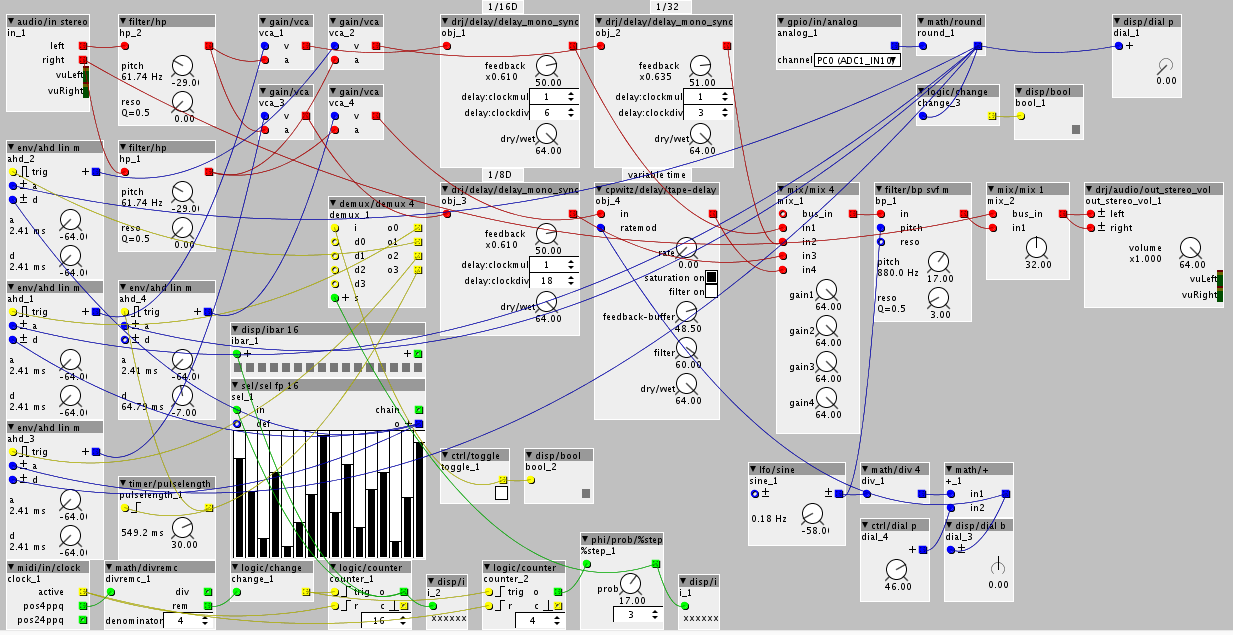 1/16D
1/32
audio/in stereo
in_1
left
right
vuLeft
vuRight
filter/hp
hp_2
pitch
61.74 Hz
-29.0(
reso
Q=0.5
0.00
gain/vca
vca_1
v
a
gain/vca
vca_2
v
a
gain/vca
vca_3
v
a
gain/vca
vca_4
v
a
drj/delay/delay_mono_sync
obj_1
feedback
x0.610
50.00
delay:clockmul
1
delay:clockdiv
6
dry/wet
64.00
drj/delay/delay_mono_sync
obj_2
feedback
x0.635
51.00
delay:clockmul
1
delay:clockdiv
3
dry/wet
64.00
gpio/in/analog
analog_1
channel
PC0 (ADC1_IN10)
math/round
round_1
logic/change
change_3
disp/bool
bool_1
disp/dial p
dial_1
+
0.00
env/ahd lin m
ahd_2
trig
+
a
d
a
2.41 ms
-64.0(
d
2.41 ms
-64.0(
filter/hp
hp_1
pitch
61.74 Hz
-29.0(
reso
Q=0.5
0.00
demux/demux 4
demux_1
i
o0
d0
o1
d1
o2
d2
o3
d3
+ s
1/8D
drj/delay/delay_mono_sync
obj_3
feedback
x0.610
50.00
delay:clockmul
1
delay:clockdiv
18
dry/wet
64.00
variable time
cpwitz/delay/tape-delay
obj_4
in
ratemod
rate
0.00
saturation on
filter on
feedback-buffer
48.50
filter
60.00
dry/wet
64.00
mix/mix 4
mix_1
bus_in
in1
in2
in3
in4
gain1
64.00
gain2
64.00
gain3
64.00
gain4
64.00
filter/bp svf m
bp_1
in
pitch
reso
pitch
880.0 Hz
17.00
reso
Q=0.5
3.00
mix/mix 1
mix_2
bus_in
in1
32.00
drj/audio/out_stereo_vol
out_stereo_vol_1
left
right
volume
x1.000
64.00
vuLeft
vuRight
env/ahd lin m
ahd_1
trig
+
a
d
a
2.41 ms
-64.0(
d
2.41 ms
-64.0(
env/ahd lin m
ahd_4
trig
+
a
d
a
2.41 ms
-64.0(
d
64.79 ms
-7.00
disp/ibar 16
ibar_1
+
+
sel/sel fp 16
sel_1
in
chain
def
o
env/ahd lin m
ahd_3
trig
+
a
d
a
2.41 ms
-64.0(
d
2.41 ms
-64.0(
timer/pulselength
pulselength_1
549.2 ms
30.00
ctrl/toggle
toggle_1
disp/bool
bool_2
lfo/sine
sine_1
0.18 Hz
-58.0(
math/div 4
div_1
math/+
+_1
in1
in2
ctrl/dial p
dial_4
+
46.00
disp/dial b
dial_3
0.00
midi/in/clock
clock_1
active
pos4ppq
pos24ppq
math/divremc
divremc_1
div
rem
denominator
4
logic/change
change_1
logic/counter
counter_1
trig
o
r
c
16
disp/i
i_2
xxxxxx
logic/counter
counter_2
trig
o
r
c
4
phi/prob/%step
%step_1
prob
17.00
3
disp/i
i_1
xxxxxx